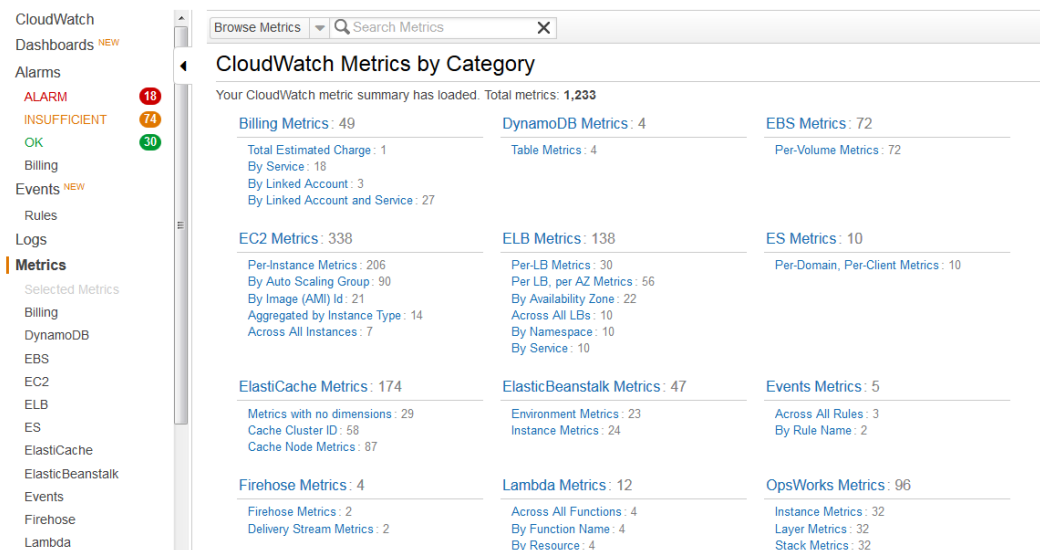 CloudWatch
Dashboards NEW
Alarms
ALARM 18
INSUFFICIENT 74
OK 30
Billing
Events NEW
Rules
Logs
Metrics
Selected Metrics
Billing
DynamoDB
EBS
EC2
ELB
ES
ElastiCache
ElasticBeanstalk
Events
Firehose
Lambda
Browse Metrics Search Metrics X
CloudWatch Metrics by Category
Your CloudWatch metric summary has loaded. Total metrics: 1,233
Billing Metrics : 49
Total Estimated Charge : 1
By Service : 18
By Linked Account : 3
By Linked Account and Service : 27
DynamoDB Metrics : 4
Table Metrics : 4
EBS Metrics : 72
Per-Volume Metrics : 72
EC2 Metrics : 338
Per-Instance Metrics : 206
By Auto Scaling Group : 90
By Image (AMI) Id : 21
Aggregated by Instance Type : 14
Across All Instances : 7
ELB Metrics : 138
Per-LB Metrics : 30
Per LB, per AZ Metrics : 56
By Availability Zone : 22
Across All LBs : 10
By Namespace : 10
By Service : 10
ES Metrics : 10
Per-Domain, Per-Client Metrics : 10
ElastiCache Metrics : 174
Metrics with no dimensions : 29
Cache Cluster ID : 58
Cache Node Metrics : 87
ElasticBeanstalk Metrics : 47
Environment Metrics : 23
Instance Metrics : 24
Events Metrics : 5
Across All Rules : 3
By Rule Name : 2
Firehose Metrics : 4
Firehose Metrics : 2
Delivery Stream Metrics : 2
Lambda Metrics : 12
Across All Functions : 4
By Function Name : 4
By Resource : 4
OpsWorks Metrics : 96
Instance Metrics : 32
Layer Metrics : 32
Stack Metrics : 32